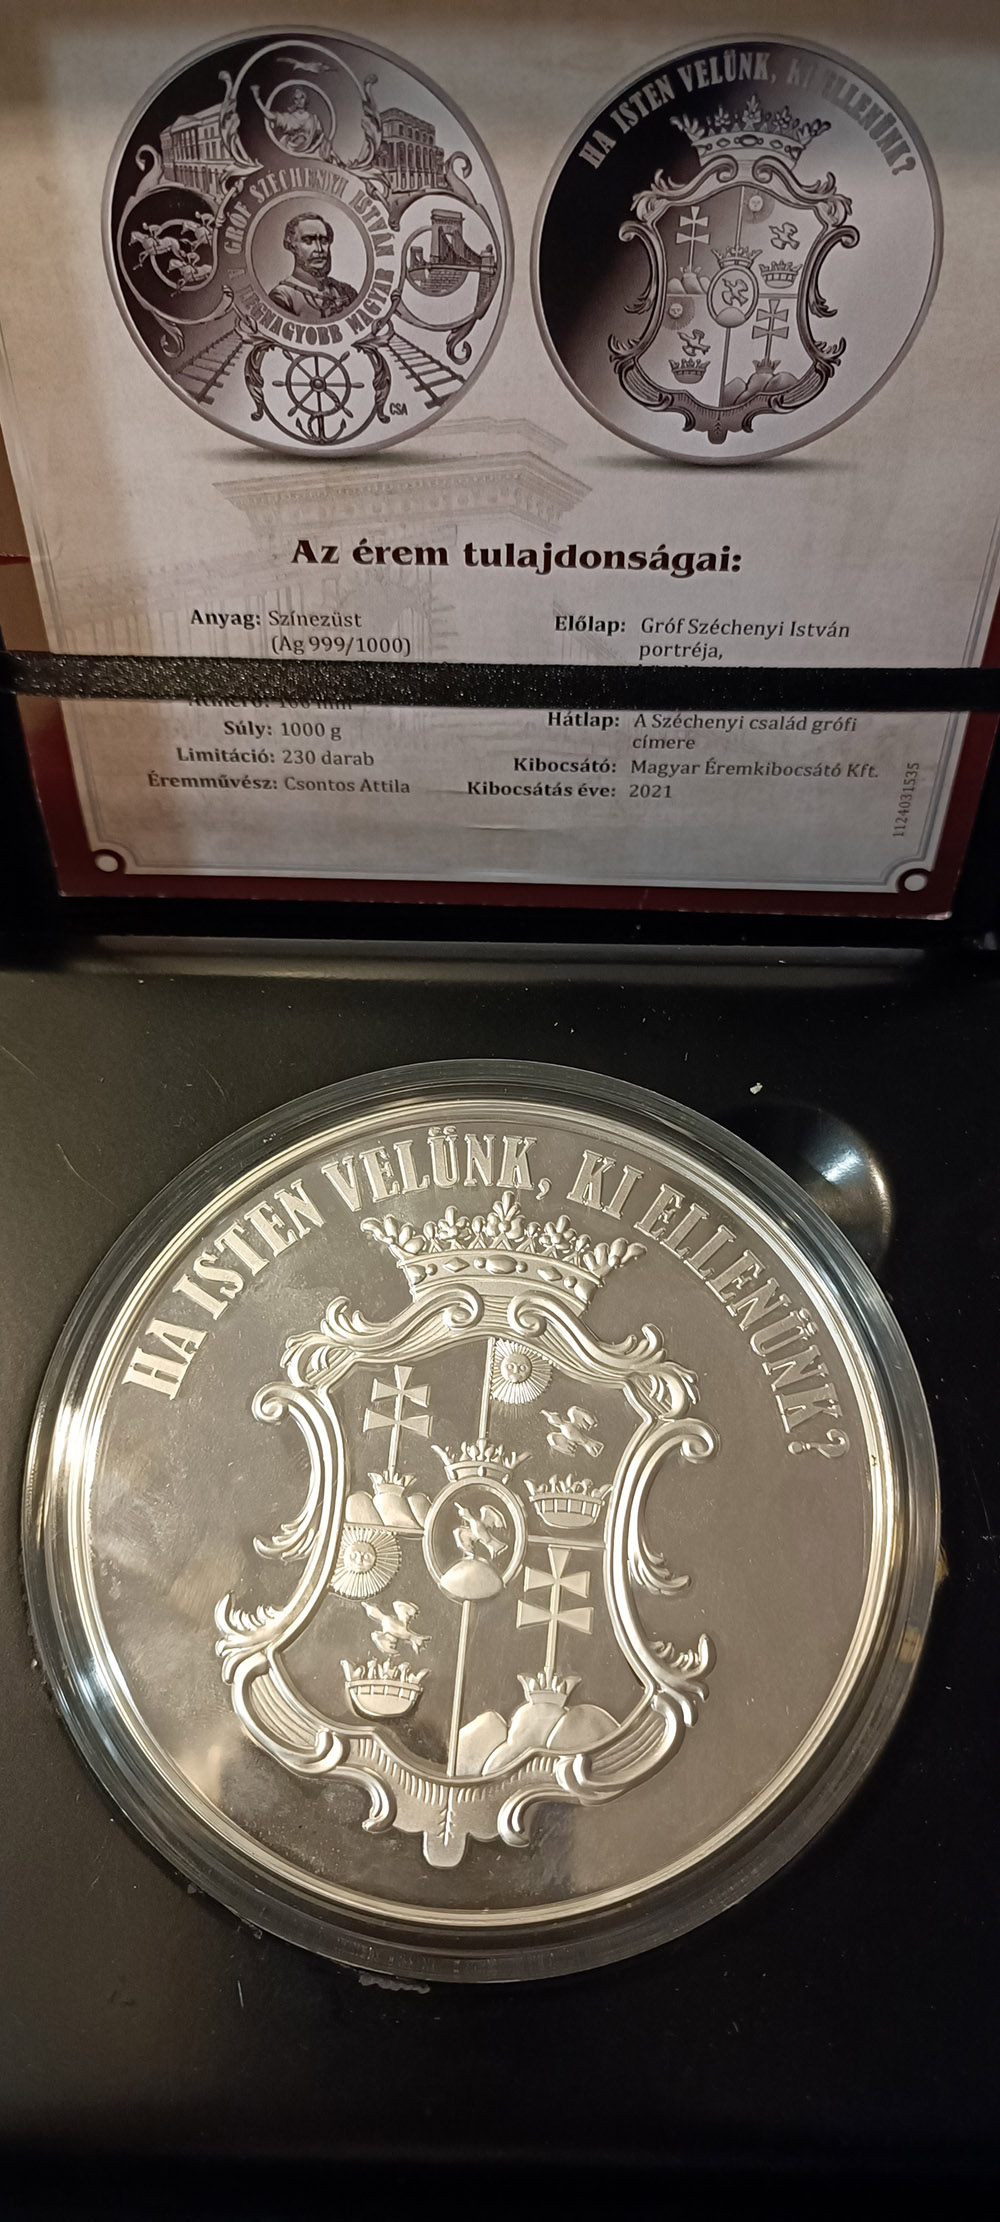 GRÓF SZÉCHENYI ISTVÁN
A LEGNAGYOBB MAGYAR
CSA
HA ISTEN VELÜNK, KI ELLENÜNK?
Az érem tulajdonságai:
Anyag: Színezüst
(Ag 999/1000)
Súly: 1000 g
Limitáció: 230 darab
Éremművész: Csontos Attila
Előlap: Gróf Széchenyi István
portréja,
Hátlap: A Széchenyi család grófi
címere
Kibocsátó: Magyar Éremkibocsátó Kft.
Kibocsátás éve: 2021
1124031535
HA ISTEN VELÜNK, KI ELLENÜNK?